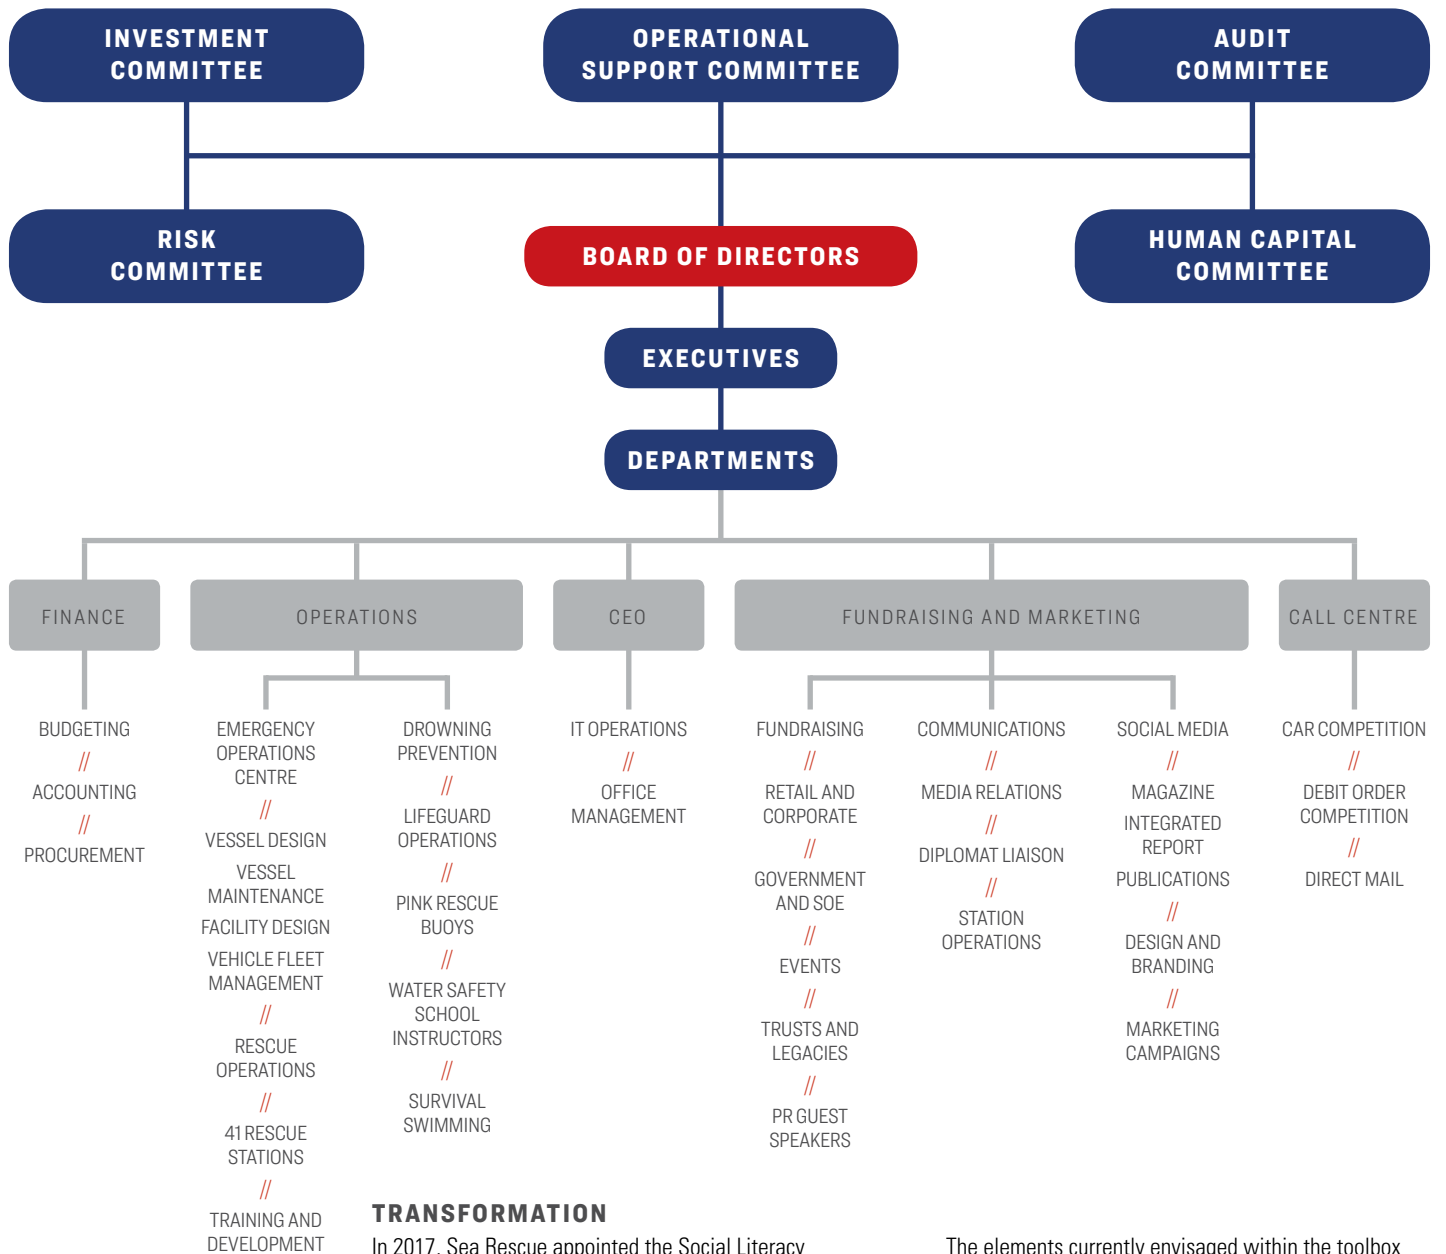 INVESTMENT
COMMITTEE
OPERATIONAL
SUPPORT COMMITTEE
AUDIT
COMMITTEE
RISK
COMMITTEE
BOARD OF DIRECTORS
HUMAN CAPITAL
COMMITTEE
EXECUTIVES
DEPARTMENTS
FINANCE
OPERATIONS
CEO
FUNDRAISING AND MARKETING
CALL CENTRE
BUDGETING
//
ACCOUNTING
//
PROCUREMENT
EMERGENCY
OPERATIONS
CENTRE
//
VESSEL DESIGN
VESSEL
MAINTENANCE
FACILITY DESIGN
VEHICLE FLEET
MANAGEMENT
//
RESCUE
OPERATIONS
//
41 RESCUE
STATIONS
//
TRAINING AND
DEVELOPMENT
DROWNING
PREVENTION
//
LIFEGUARD
OPERATIONS
//
PINK RESCUE
BUOYS
//
WATER SAFETY
SCHOOL
INSTRUCTORS
//
SURVIVAL
SWIMMING
IT OPERATIONS
//
OFFICE
MANAGEMENT
FUNDRAISING
//
RETAIL AND
CORPORATE
//
GOVERNMENT
AND SOE
//
EVENTS
//
TRUSTS AND
LEGACIES
//
PR GUEST
SPEAKERS
COMMUNICATIONS
//
MEDIA RELATIONS
//
DIPLOMAT LIAISON
//
STATION
OPERATIONS
SOCIAL MEDIA
//
MAGAZINE
INTEGRATED
REPORT
PUBLICATIONS
//
DESIGN AND
BRANDING
//
MARKETING
CAMPAIGNS
CAR COMPETITION
//
DEBIT ORDER
COMPETITION
//
DIRECT MAIL
TRANSFORMATION
In 2017, Sea Rescue appointed the Social Literacy
The elements currently envisaged within the toolbox